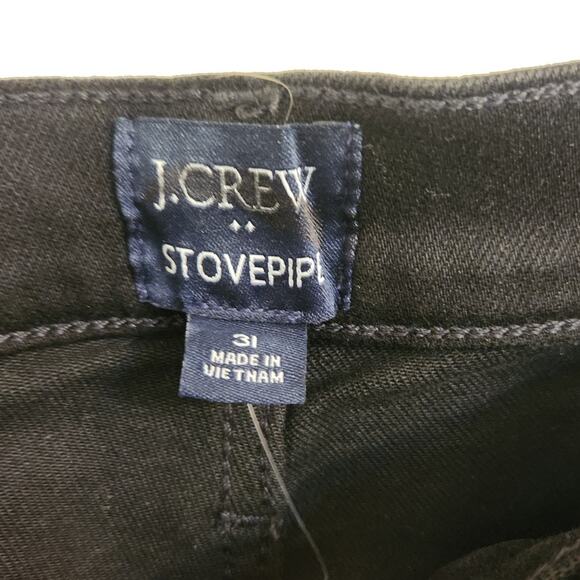 J.CREW
STOVEPIPE
31
MADE IN
VIETNAM